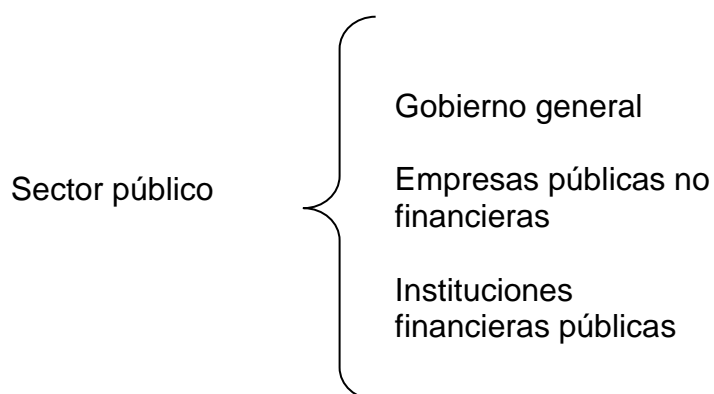 Sector público
Gobierno general
Empresas públicas no
financieras
Instituciones
financieras públicas